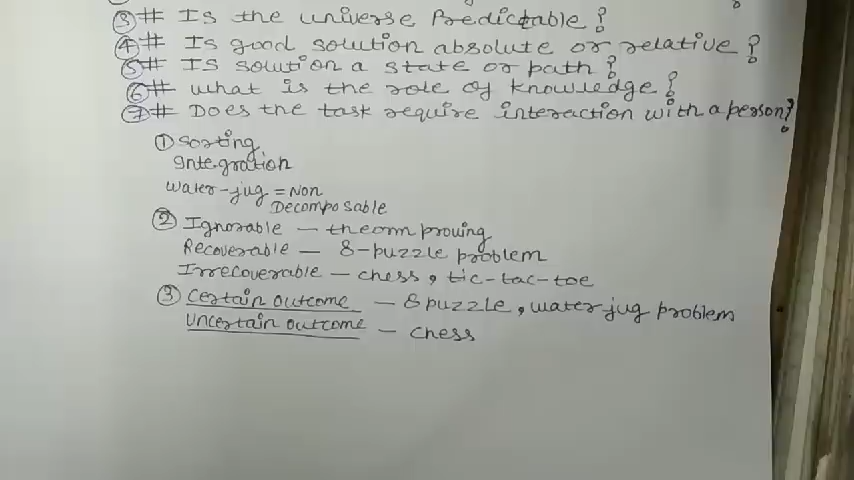 ③ # Is the universe Predictable ?
④ # Is good solution absolute or relative ?
⑤ # Is solution a state or path ?
⑥ # what is the role of knowledge ?
⑦ # Does the task require interaction with a person?
① Sorting
Integration
Water-jug = Non
Decomposable
② Ignorable - theorm proving
Recoverable - 8-puzzle problem
Irrecoverable - chess, tic-tac-toe
③ Certain outcome - 8 puzzle, water jug problem
Uncertain outcome - chess